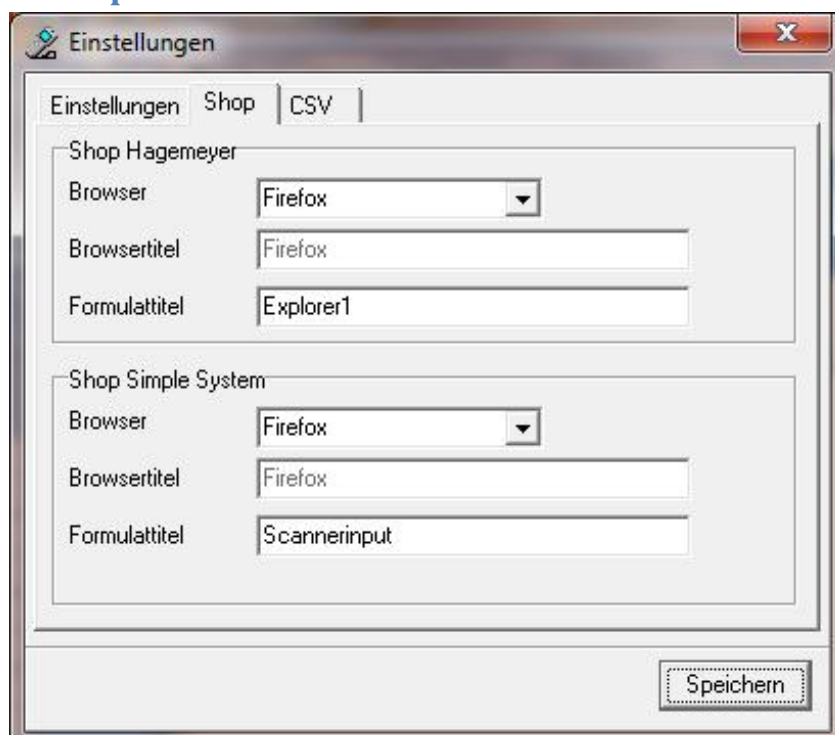 Einstellungen
Einstellungen Shop CSV
Shop Hagemeyer
Browser Firefox
Browsertitel Firefox
Formulattitel Explorer1
Shop Simple System
Browser Firefox
Browsertitel Firefox
Formulattitel Scannerinput
Speichern